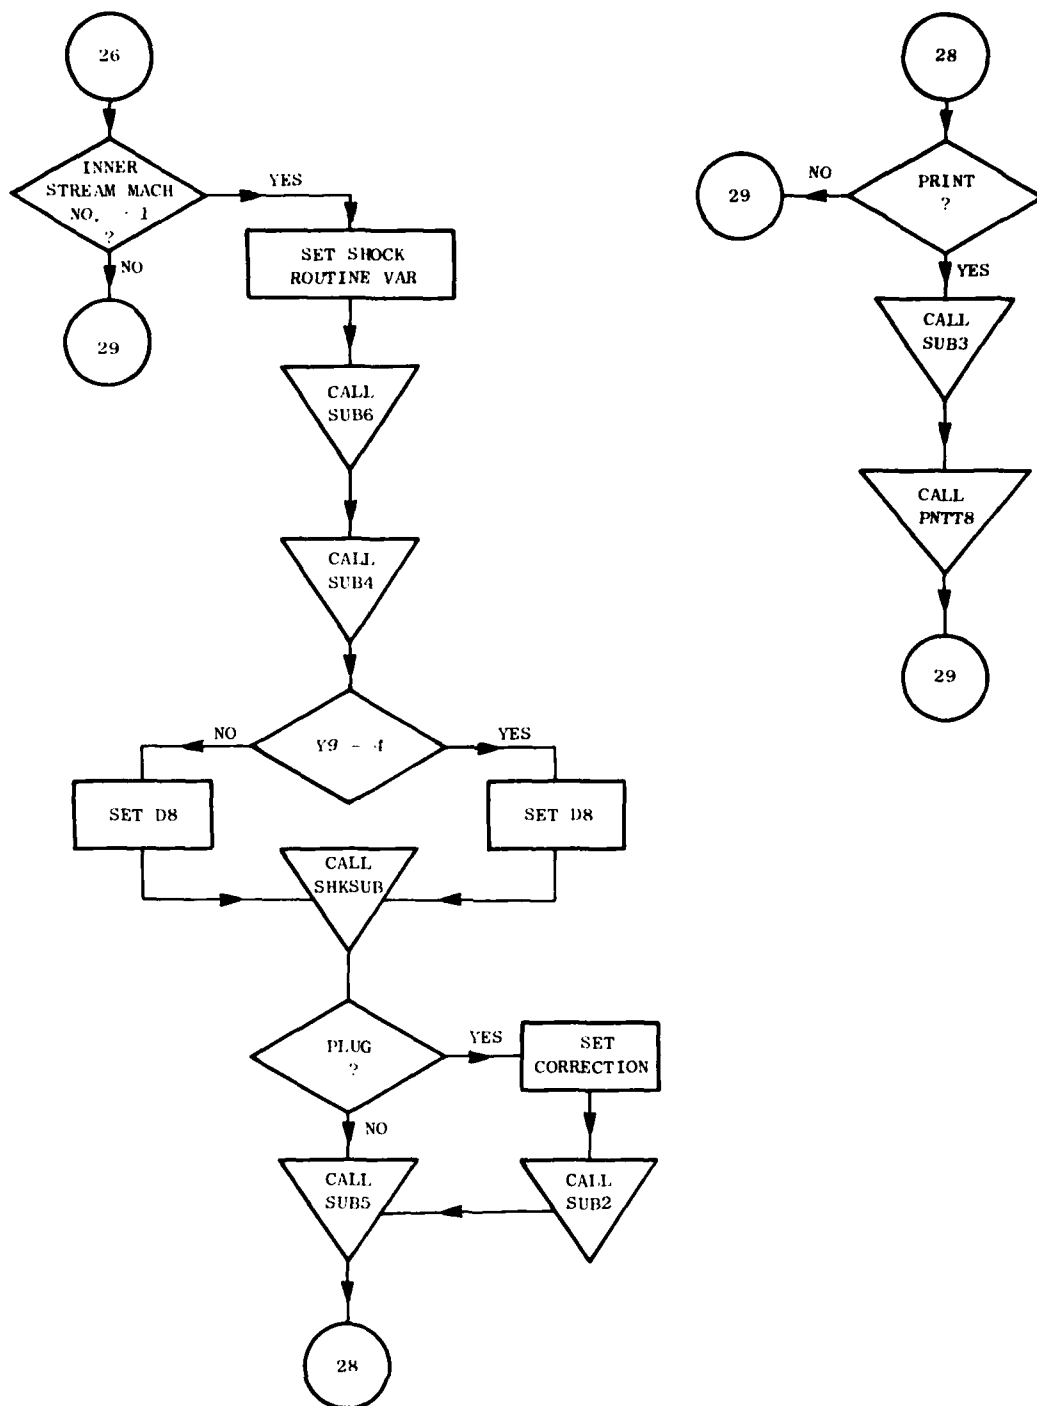 26
INNER
STREAM MACH
NO. 1
?
YES
NO
29
SET SHOCK
ROUTINE VAR
CALL
SUB6
CALL
SUB4
Y9
NO
YES
SET D8
SET D8
CALL
SHKSUB
PLUG
?
YES
SET
CORRECTION
NO
CALL
SUB5
CALL
SUB2
28
28
PRINT
?
NO
29
YES
CALL
SUB3
CALL
PNTT8
29